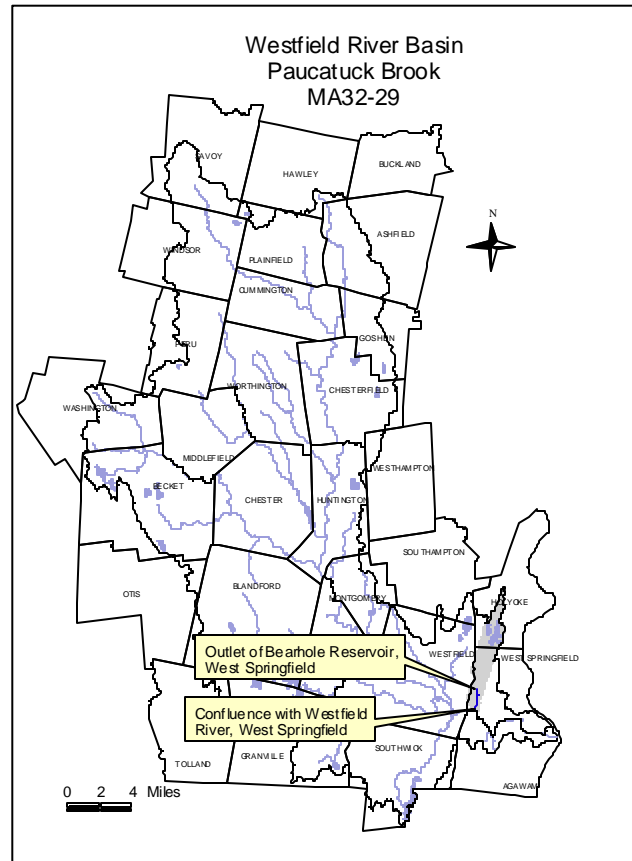 Westfield River Basin
Paucatuck Brook
MA32-29
SAVOY
HAWLEY
BUCKLAND
N
ASHFIELD
WINDSOR
PLAINFIELD
CUMMINGTON
GOSHEN
PERU
WORTHINGTON
CHESTERFIELD
WASHINGTON
MIDDLEFIELD
WESTHAMPTON
BECKET
CHESTER
HUNTINGTON
SOUTHAMPTON
OTIS
BLANDFORD
MONTGOMERY
HOLYOKE
Outlet of Bearhole Reservoir,
West Springfield
WESTFIELD
WEST SPRINGFIELD
Confluence with Westfield
River, West Springfield
SOUTHWICK
TOLLAND
GRANVILLE
AGAWAM
0 2 4 Miles